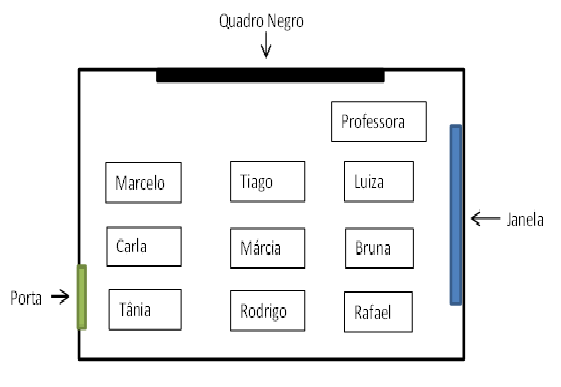 Quadro Negro
Professora
Marcelo
Tiago
Luiza
Carla
Márcia
Bruna
Janela
Porta
Tânia
Rodrigo
Rafael